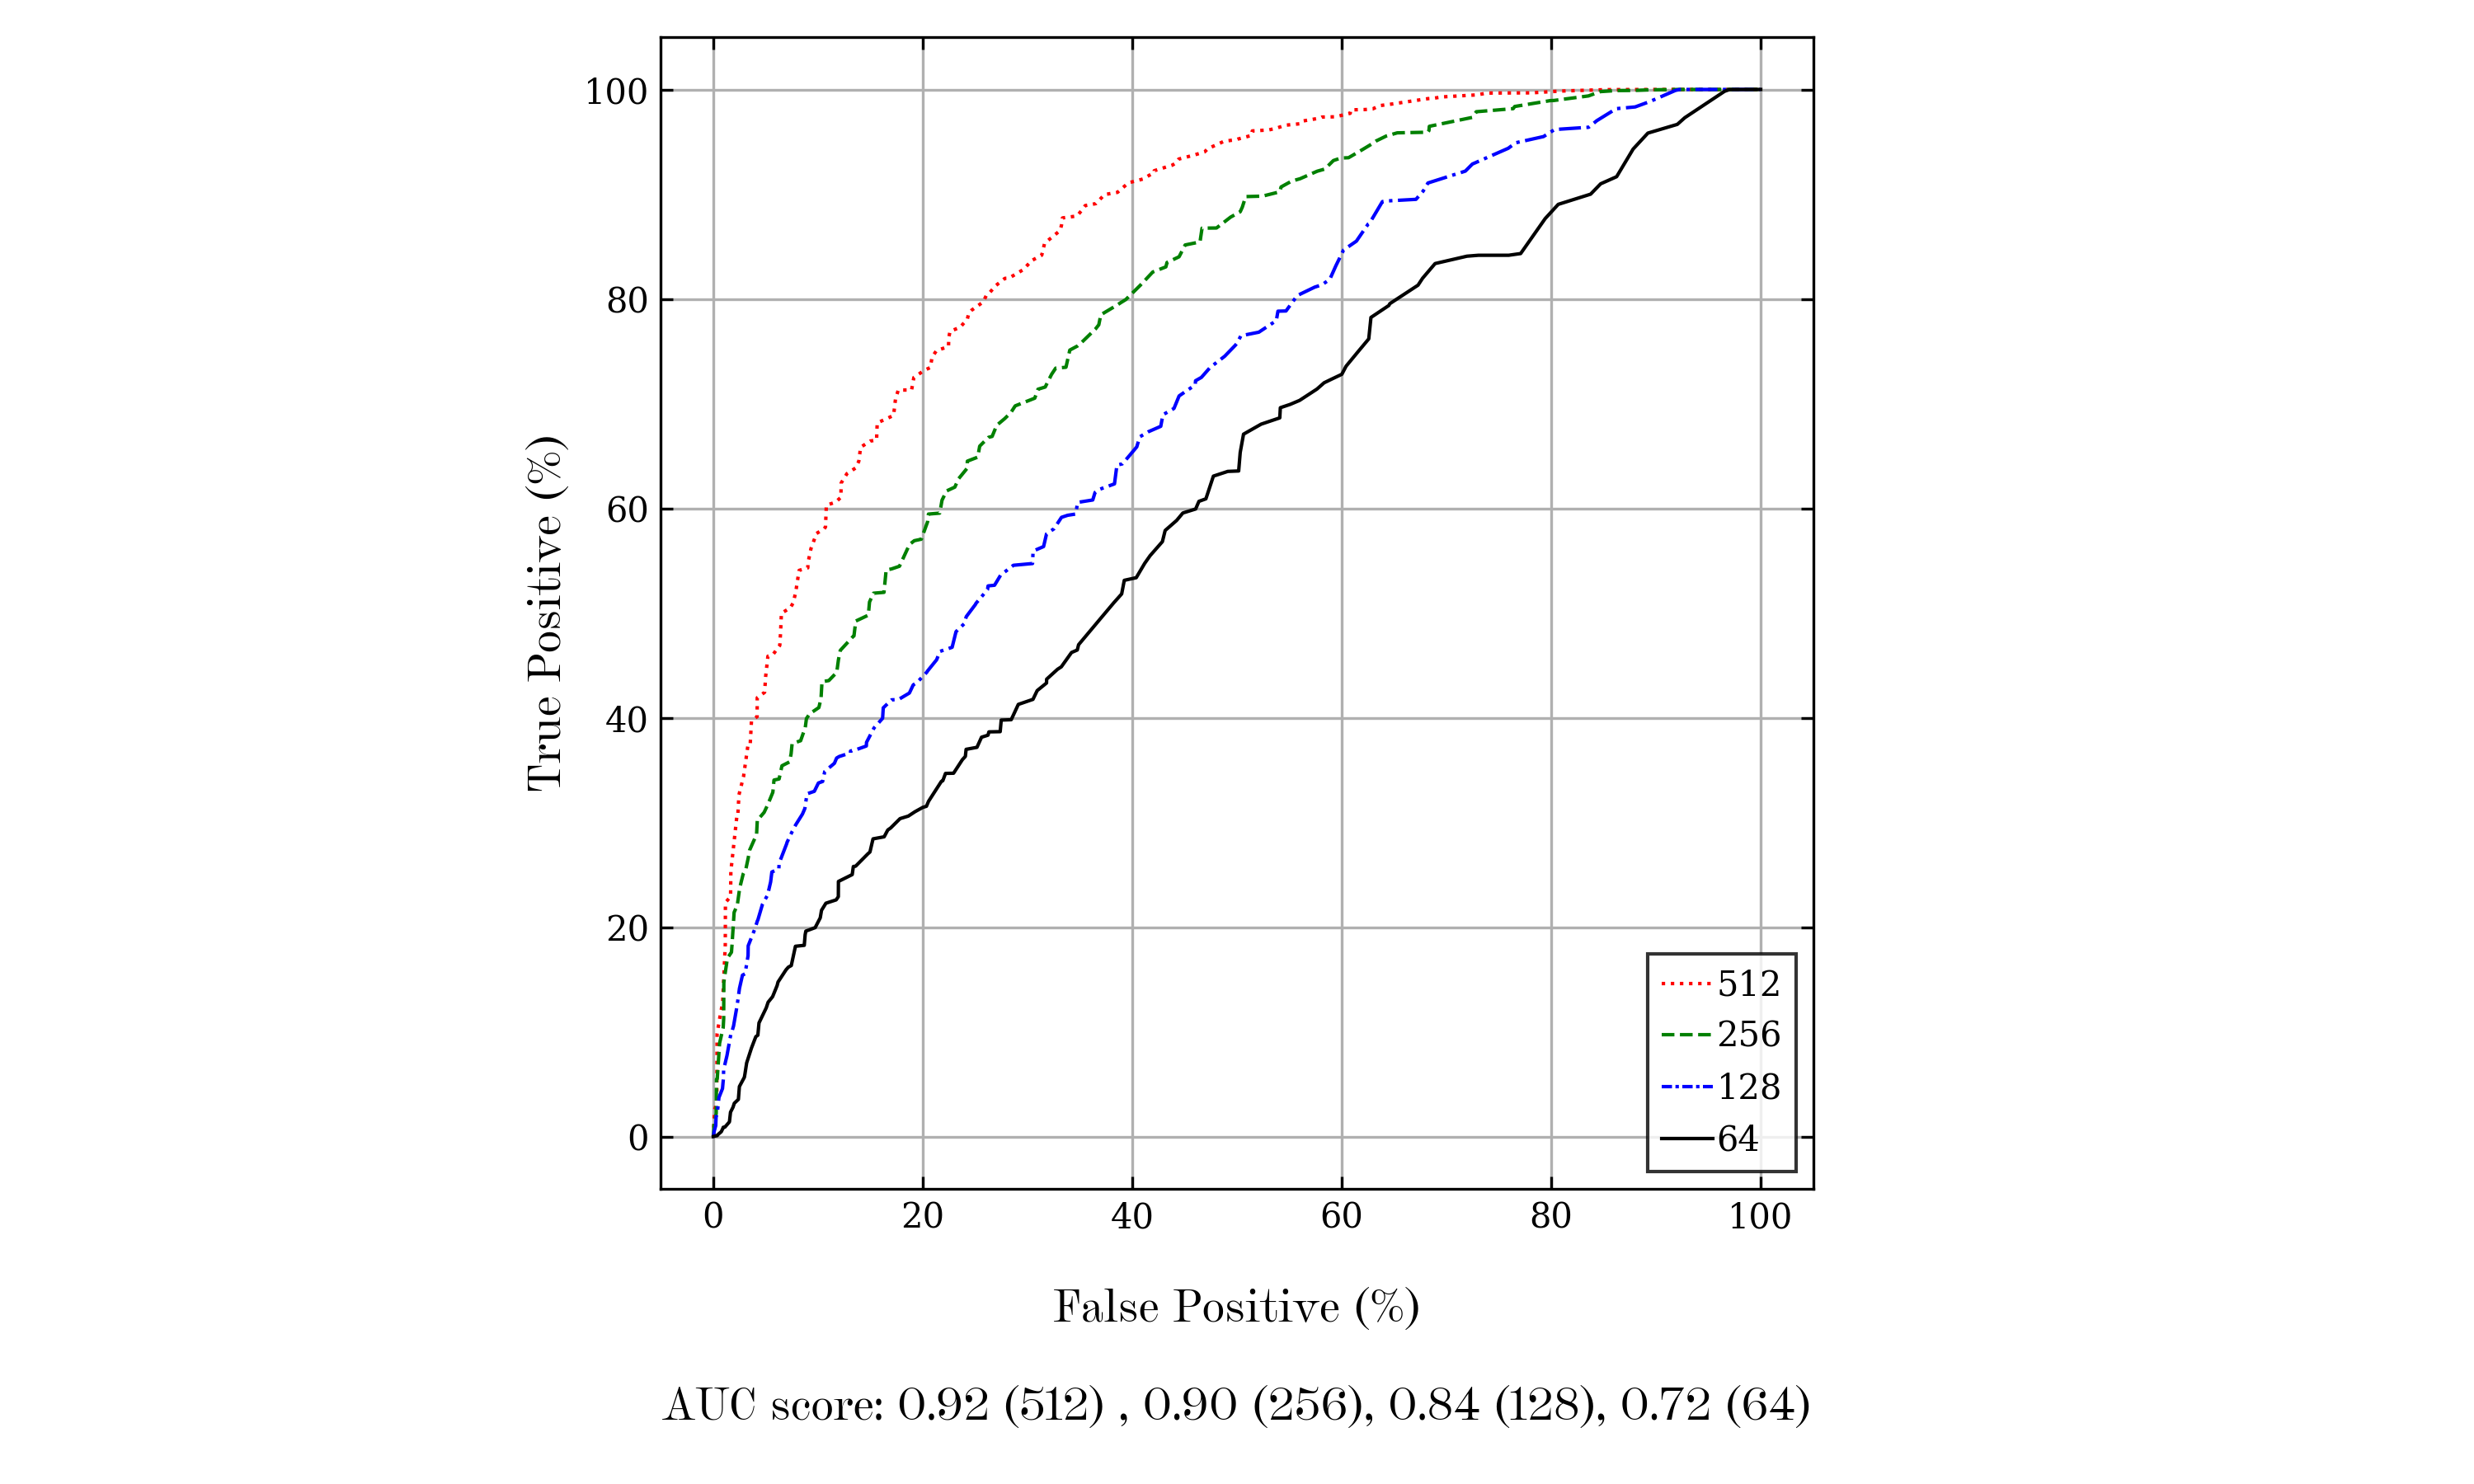 100
80
60
40
20
0
True Positive (%)
512
256
128
64
0 20 40 60 80 100
False Positive (%)
AUC score: 0.92 (512) , 0.90 (256), 0.84 (128), 0.72 (64)